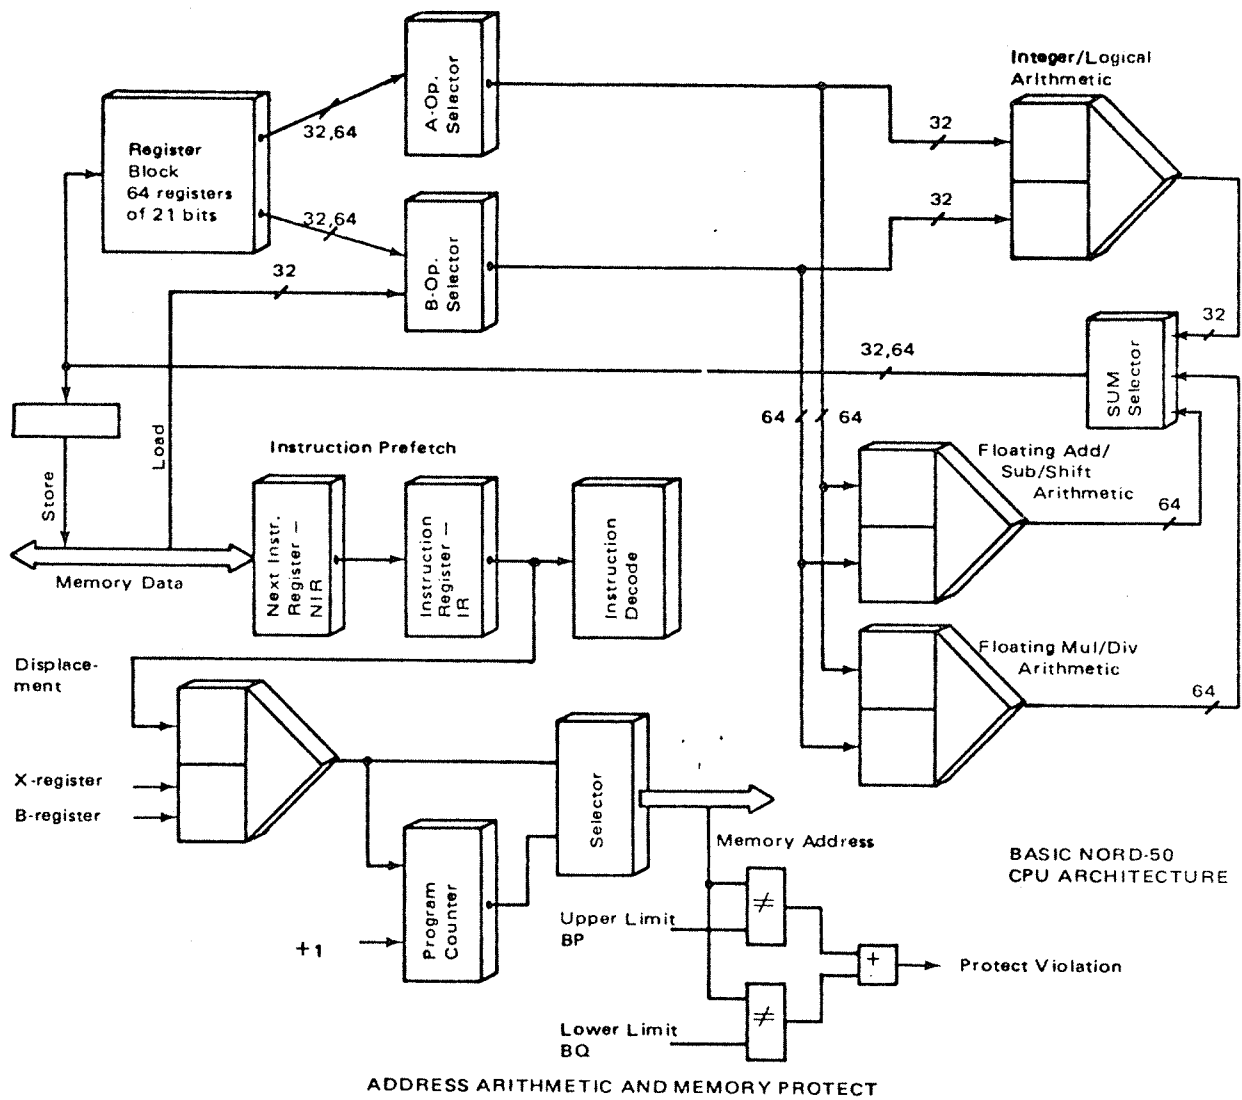 A-Op.
Selector
Integer/Logical
Arithmetic
32,64
32
Register
Block
64 registers
of 21 bits
32,64
32
B-Op.
Selector
32
32
SUM
Selector
32,64
64
64
Load
Store
Instruction Prefetch
Floating Add/
Sub/Shift
Arithmetic
64
Next Instr.
Register —
NIR
Instruction
Register —
IR
Instruction
Decode
Memory Data
Displace-
ment
Floating Mul/Div
Arithmetic
64
X-register
B-register
Selector
Memory Address
BASIC NORD-50
CPU ARCHITECTURE
Program
Counter
+1
Upper Limit
BP
≠
+
Protect Violation
Lower Limit
BQ
≠
ADDRESS ARITHMETIC AND MEMORY PROTECT